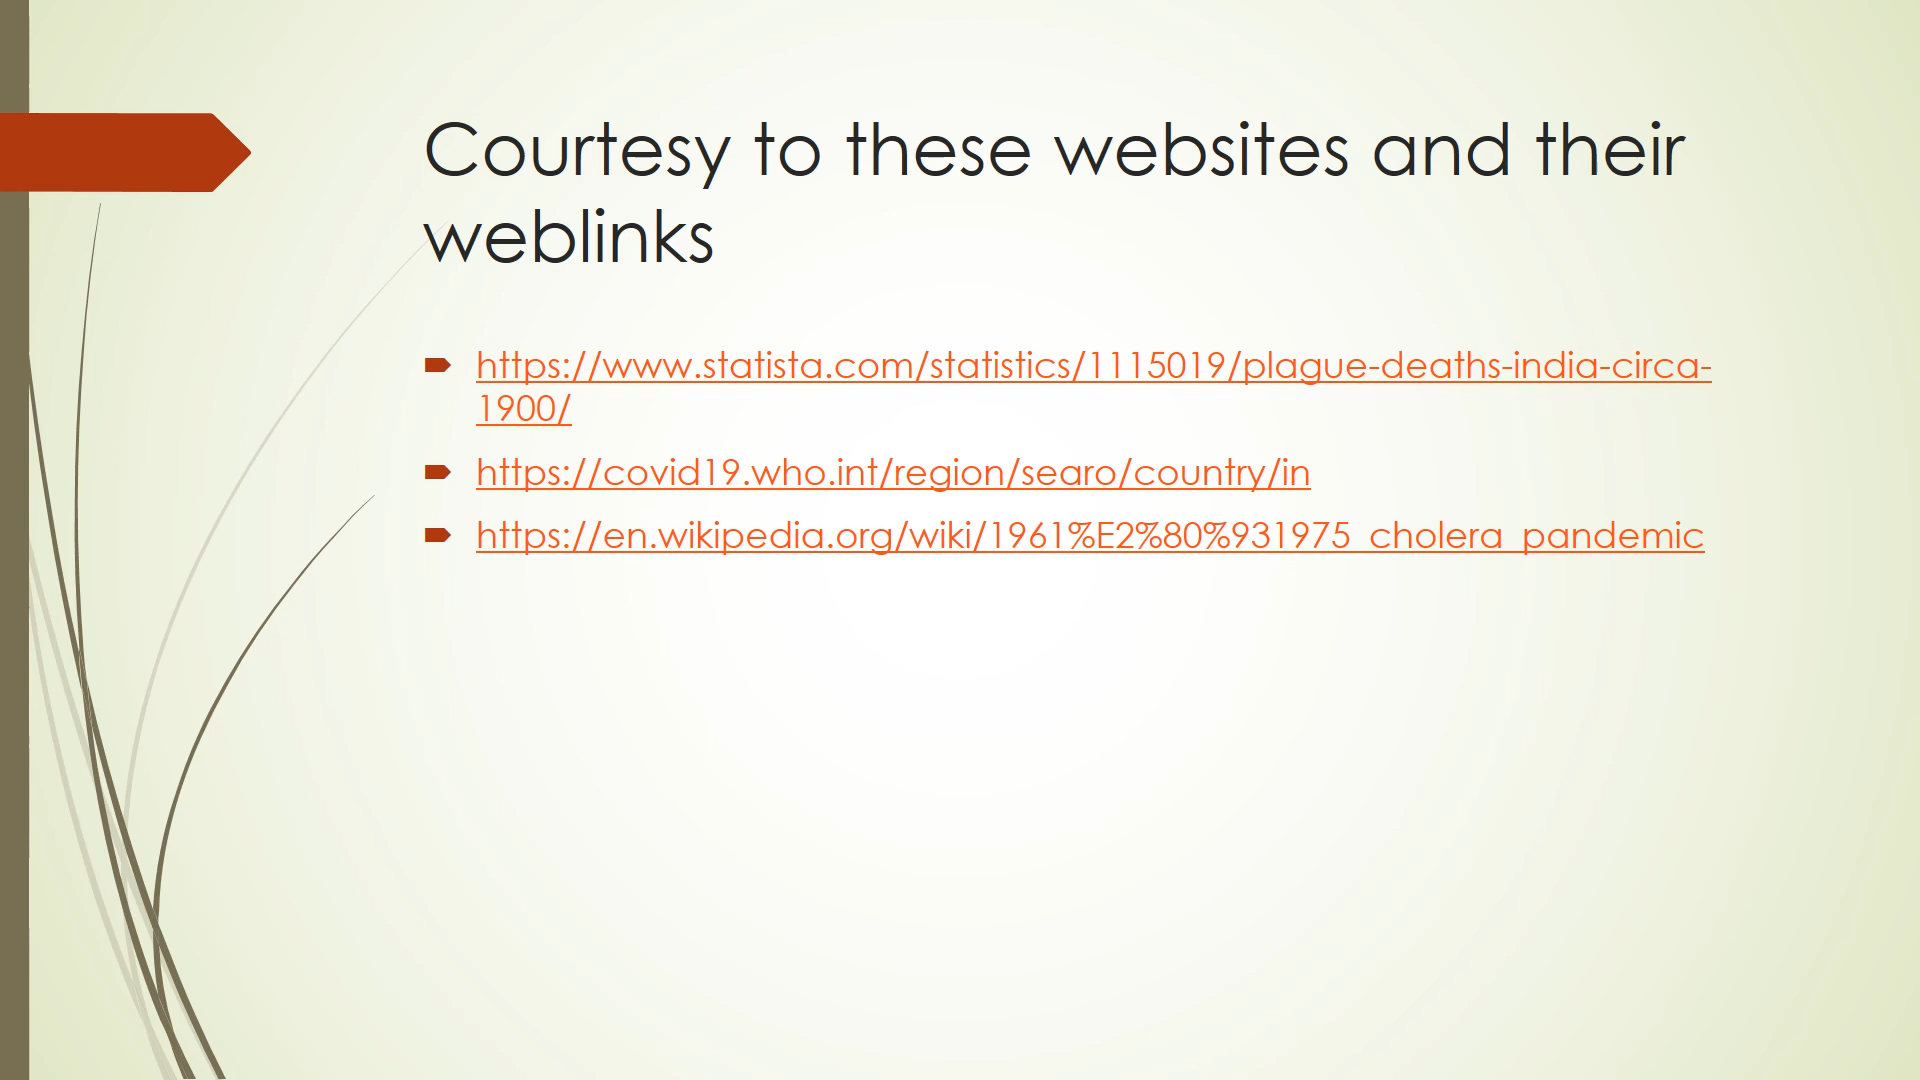 Courtesy to these websites and their
weblinks
https://www.statista.com/statistics/1115019/plague-deaths-india-circa-
1900/
https://covid19.who.int/region/searo/country/in
https://en.wikipedia.org/wiki/1961%E2%80%931975_cholera_pandemic